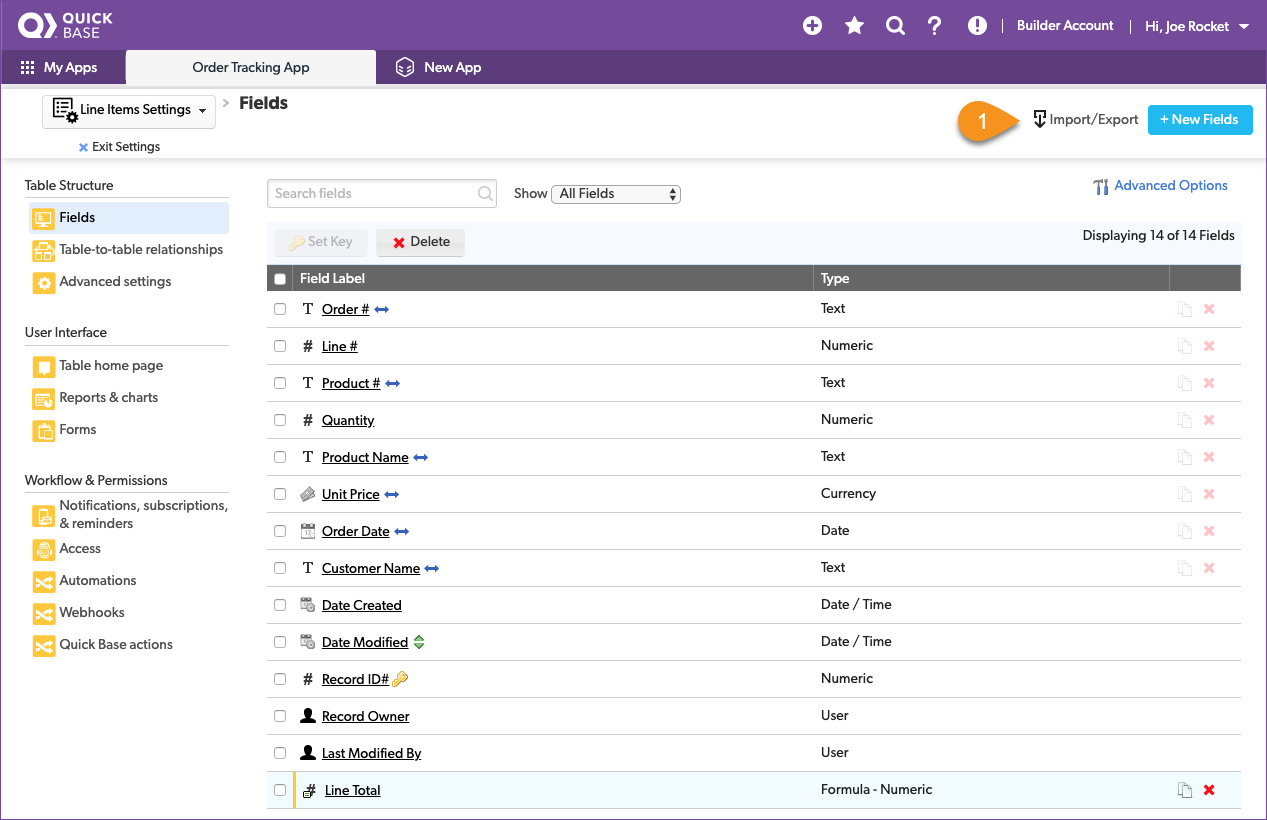 QUICK
BASE
Builder Account
Hi, Joe Rocket
My Apps
Order Tracking App
New App
Line Items Settings
> Fields
Exit Settings
1
Import/Export
+ New Fields
Table Structure
Fields
Table-to-table relationships
Advanced settings
User Interface
Table home page
Reports & charts
Forms
Workflow & Permissions
Notifications, subscriptions,
& reminders
Access
Automations
Webhooks
Quick Base actions
Search fields
Show All Fields
Advanced Options
Set Key
Delete
Displaying 14 of 14 Fields
Field Label Type
T Order # Text
# Line # Numeric
T Product # Text
# Quantity Numeric
T Product Name Text
Unit Price Currency
Order Date Date
T Customer Name Text
Date Created Date / Time
Date Modified Date / Time
# Record ID# Numeric
Record Owner User
Last Modified By User
# Line Total Formula - Numeric